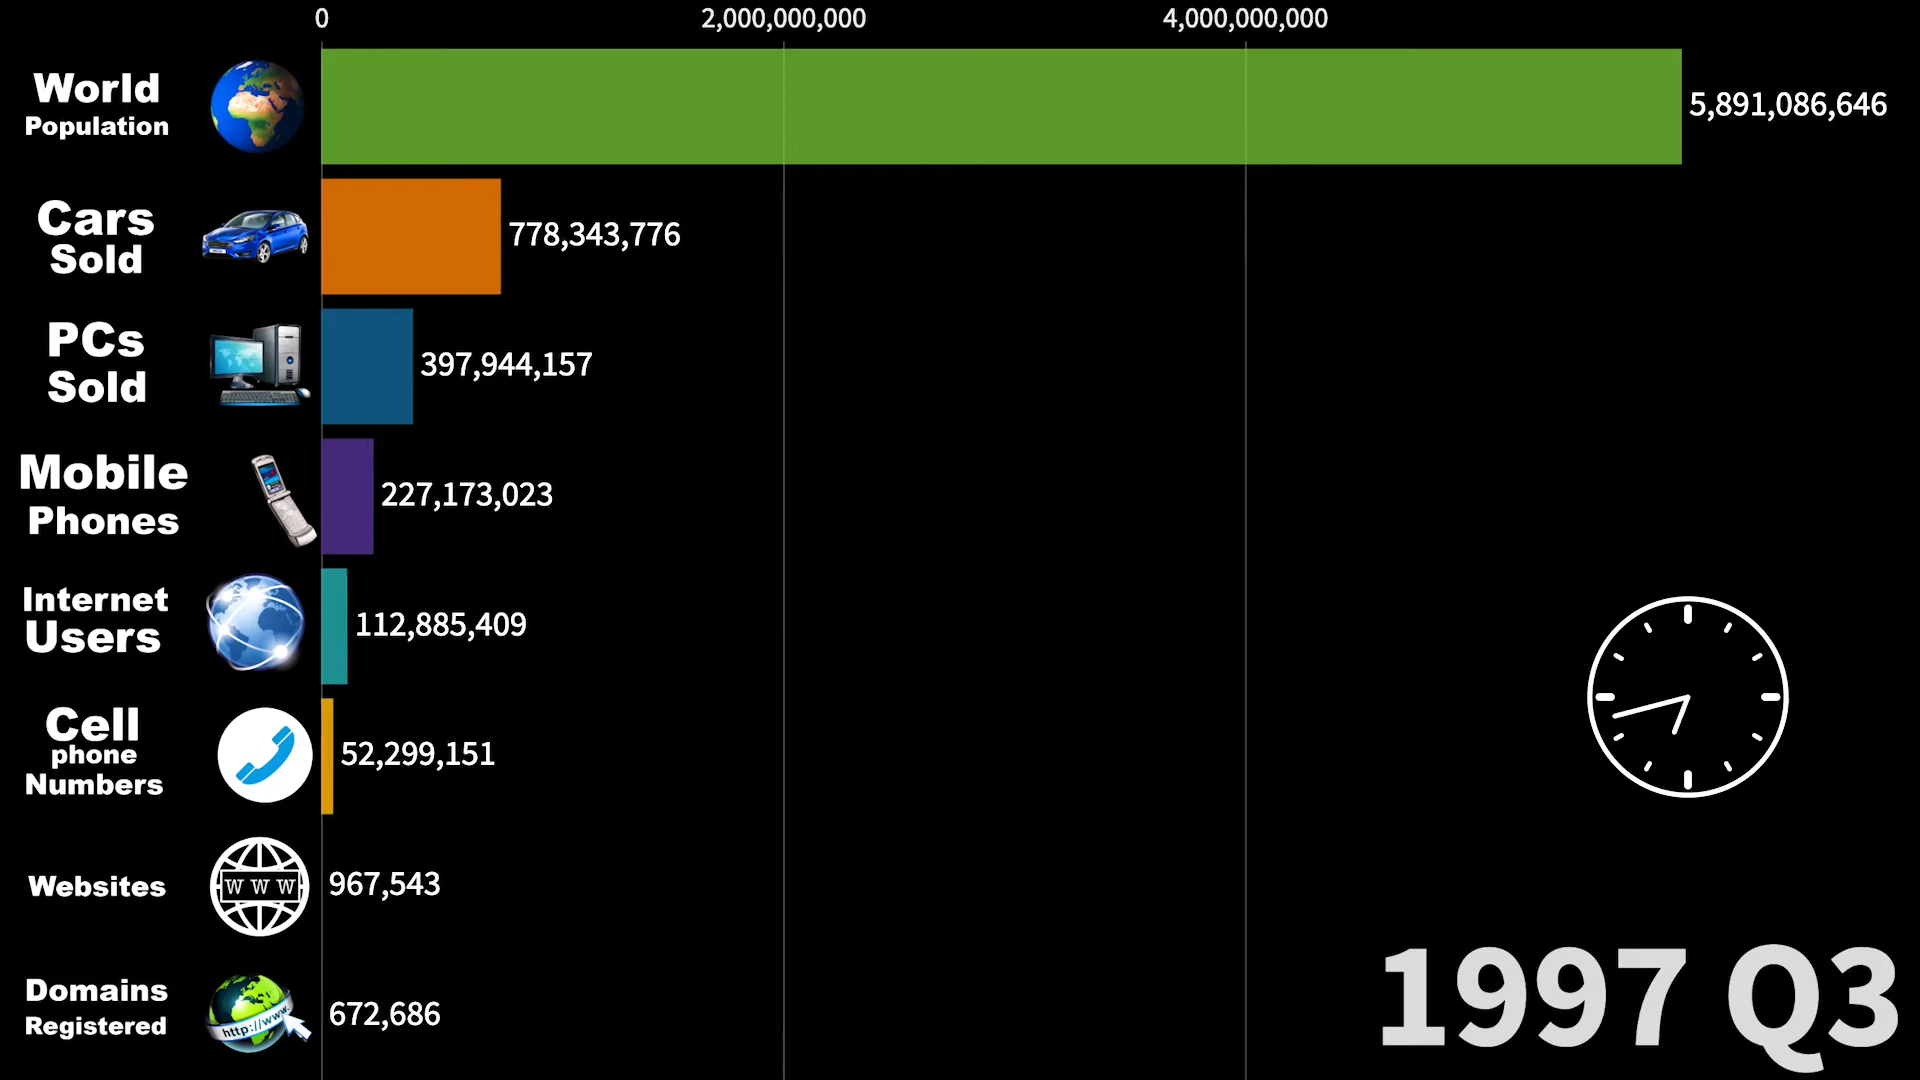 0 2,000,000,000 4,000,000,000
World
Population
5,891,086,646
Cars
Sold
778,343,776
PCs
Sold
397,944,157
Mobile
Phones
227,173,023
Internet
Users
112,885,409
Cell
phone
Numbers
52,299,151
Websites
W W W
967,543
Domains
Registered
http://www.
672,686
1997 Q3